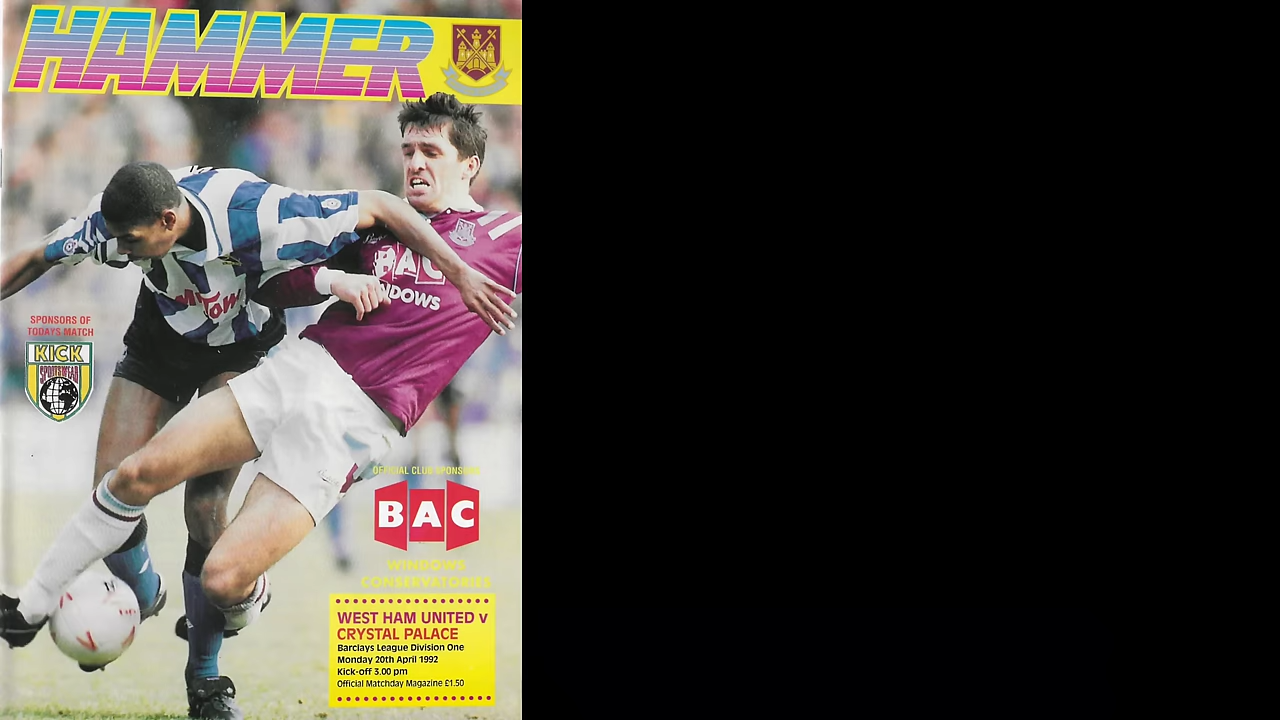 HAMMER
SPONSORS OF
TODAYS MATCH
KICK
SPORTSWEAR
BAC
WINDOWS
OFFICIAL CLUB SPONSORS
BAC
WINDOWS
CONSERVATORIES
WEST HAM UNITED v
CRYSTAL PALACE
Barclays League Division One
Monday 20th April 1992
Kick-off 3.00 pm
Official Matchday Magazine £1.50